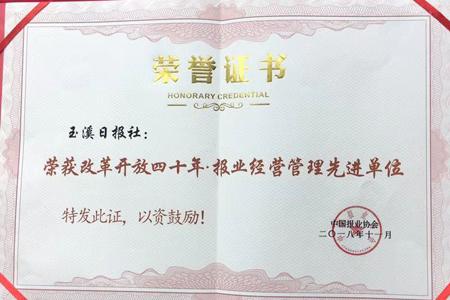 荣誉证书
HONORARY CREDENTIAL
玉溪日报社：
荣获改革开放四十年·报业经营管理先进单位
特发此证，以资鼓励！
中国报业协会
二〇一八年十一月